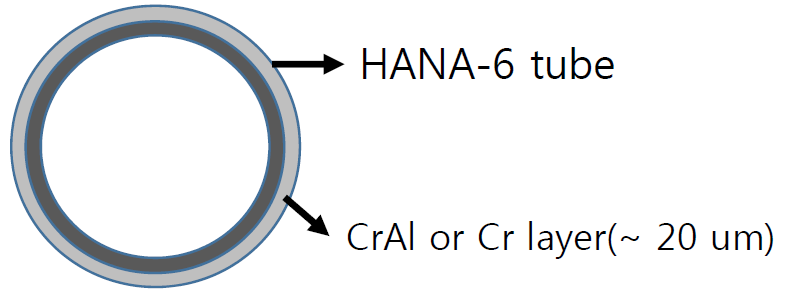 HANA-6 tube
CrAl or Cr layer(~ 20 um)